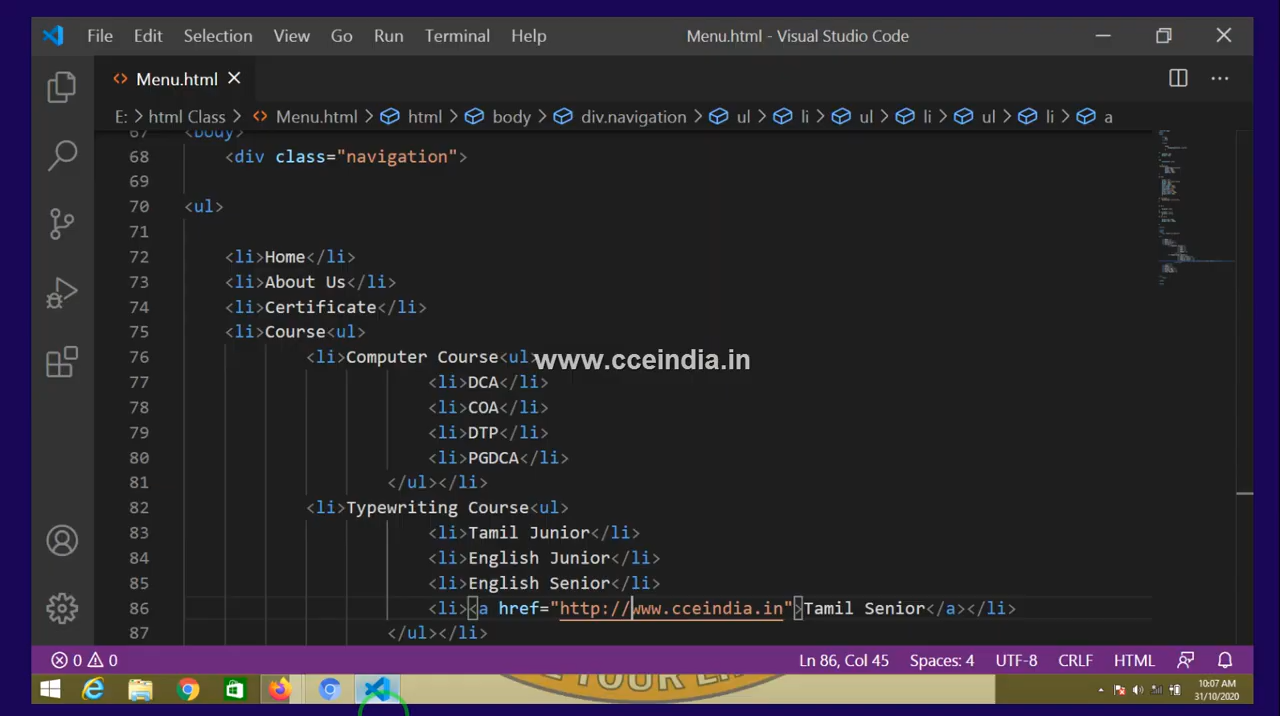 File Edit Selection View Go Run Terminal Help Menu.html - Visual Studio Code
Menu.html
E: > html Class > Menu.html > html > body > div.navigation > ul > li > ul > li > ul > li > a
67 <body>
68 <div class="navigation">
69
70 <ul>
71
72 <li>Home</li>
73 <li>About Us</li>
74 <li>Certificate</li>
75 <li>Course<ul>
76 <li>Computer Course<ul>
www.cceindia.in
77 <li>DCA</li>
78 <li>COA</li>
79 <li>DTP</li>
80 <li>PGDCA</li>
81 </ul></li>
82 <li>Typewriting Course<ul>
83 <li>Tamil Junior</li>
84 <li>English Junior</li>
85 <li>English Senior</li>
86 <li><a href="http://www.cceindia.in">Tamil Senior</a></li>
87 </ul></li>
0 0 Ln 86, Col 45 Spaces: 4 UTF-8 CRLF HTML
YOUR
10:07 AM
31/10/2020